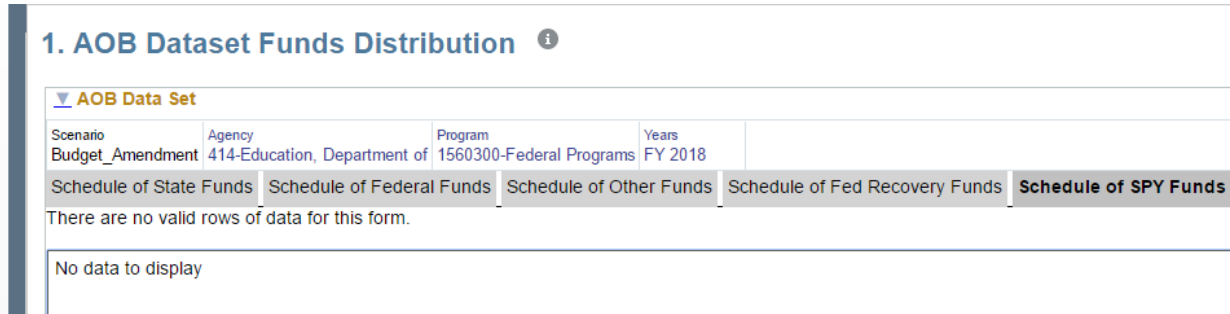 1. AOB Dataset Funds Distribution
AOB Data Set
Scenario Agency Program Years
Budget_Amendment 414-Education, Department of 1560300-Federal Programs FY 2018
Schedule of State Funds Schedule of Federal Funds Schedule of Other Funds Schedule of Fed Recovery Funds Schedule of SPY Funds
There are no valid rows of data for this form.
No data to display